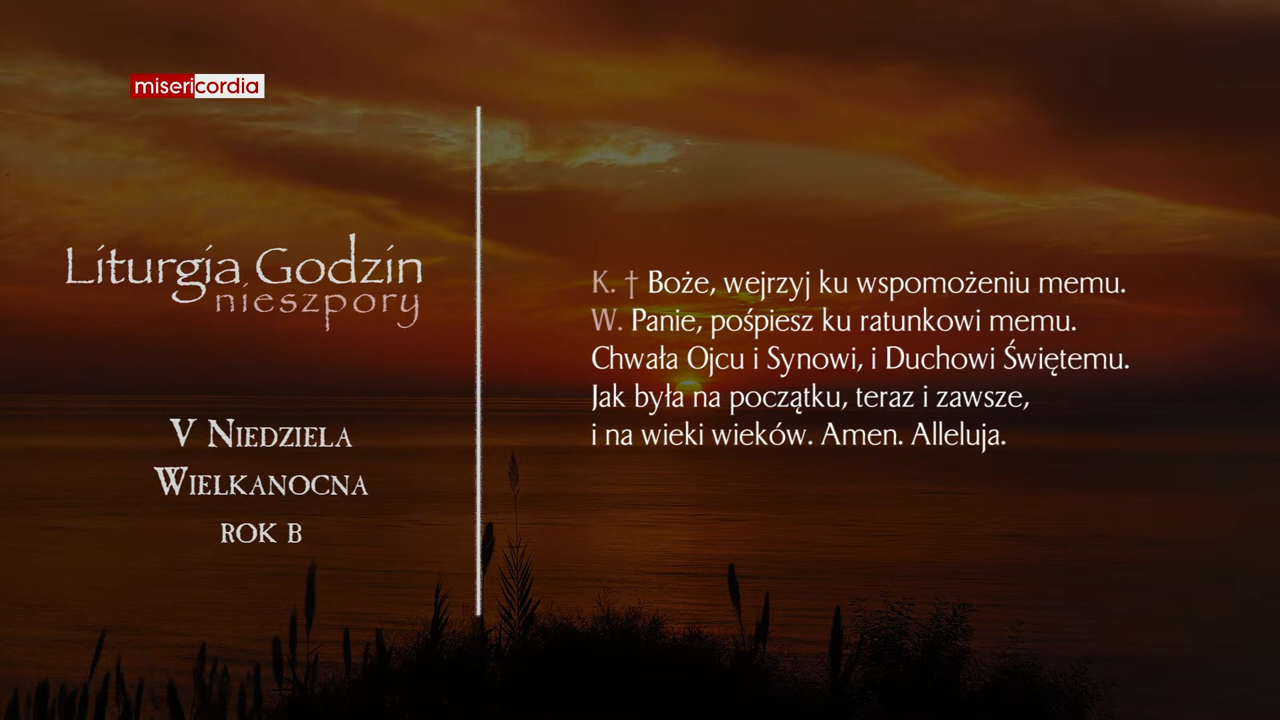 misericordia
Liturgia Godzin
nieszpory
V Niedziela
Wielkanocna
rok B
K. † Boże, wejrzyj ku wspomożeniu memu.
W. Panie, pośpiesz ku ratunkowi memu.
Chwała Ojcu i Synowi, i Duchowi Świętemu.
Jak była na początku, teraz i zawsze,
i na wieki wieków. Amen. Alleluja.